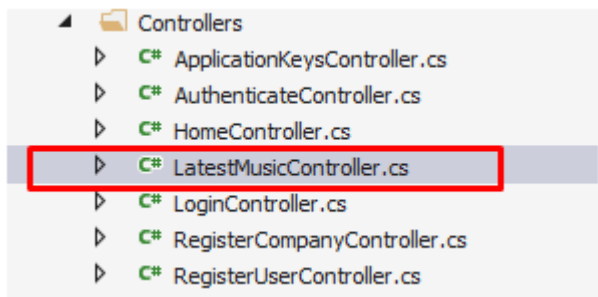 Controllers
C# ApplicationKeysController.cs
C# AuthenticateController.cs
C# HomeController.cs
C# LatestMusicController.cs
C# LoginController.cs
C# RegisterCompanyController.cs
C# RegisterUserController.cs